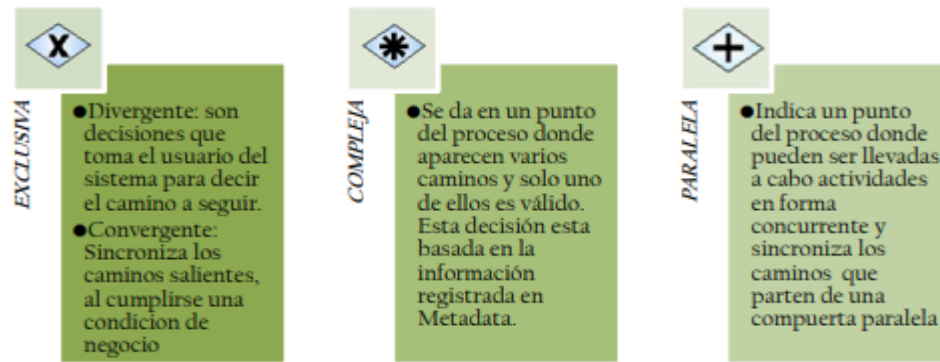 EXCLUSIVA
●Divergente: son
decisiones que
toma el usuario del
sistema para decir
el camino a seguir.
●Convergente:
Sincroniza los
caminos salientes,
al cumplirse una
condicion de
negocio
COMPLEJA
●Se da en un punto
del proceso donde
aparecen varios
caminos y solo uno
de ellos es válido.
Esta decisión esta
basada en la
información
registrada en
Metadata.
PARALELA
●Indica un punto
del proceso donde
pueden ser llevadas
a cabo actividades
en forma
concurrente y
sincroniza los
caminos que
parten de una
compuerta paralela